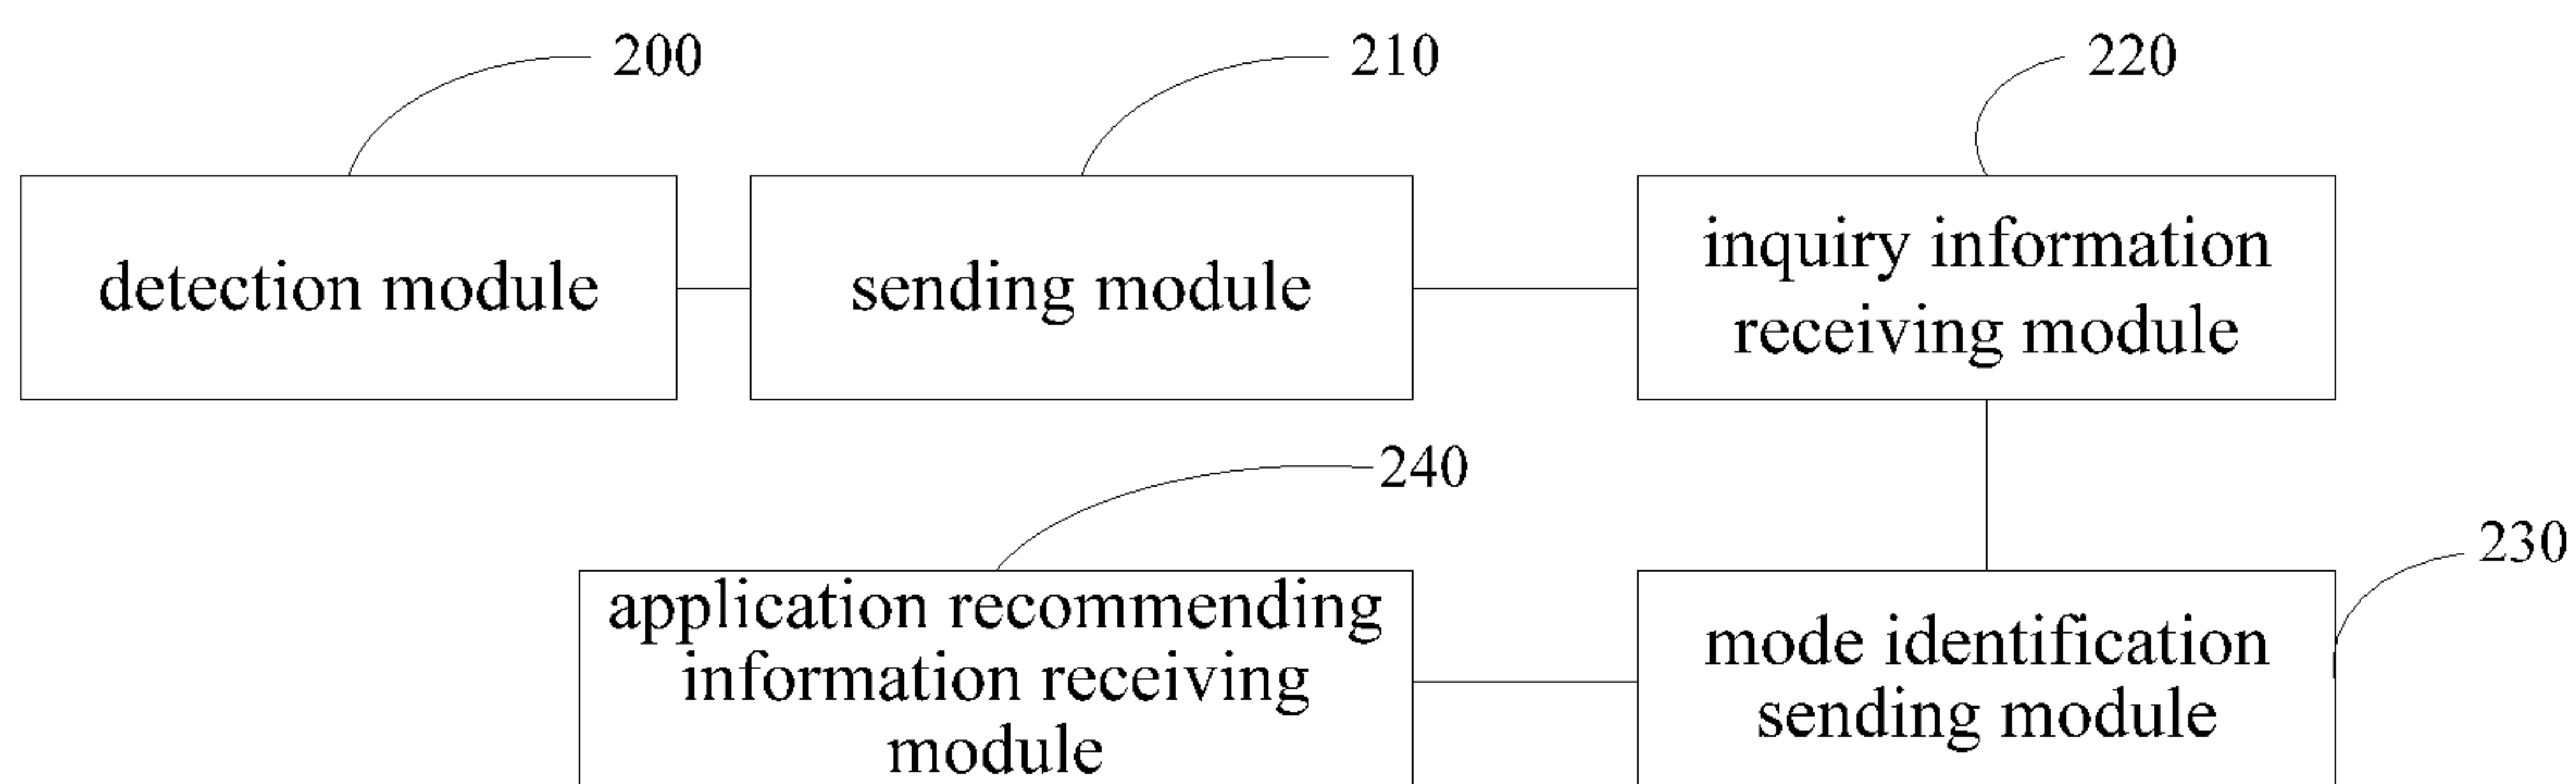 200
210
220
detection module
sending module
inquiry information
receiving module
240
230
application recommending
information receiving
module
mode identification
sending module